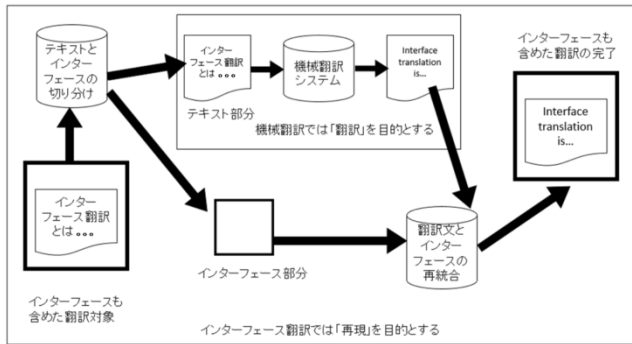 テキストと
インター
フェースの
切り分け
インター
フェース翻訳
とは 。。。
テキスト部分
機械翻訳
システム
Interface
translation
is...
機械翻訳では「翻訳」を目的とする
インターフェースも
含めた翻訳の完了
Interface
translation
is...
インター
フェース翻訳
とは 。。。
インターフェースも
含めた翻訳対象
インターフェース部分
翻訳文と
インター
フェースの
再統合
インターフェース翻訳では「再現」を目的とする